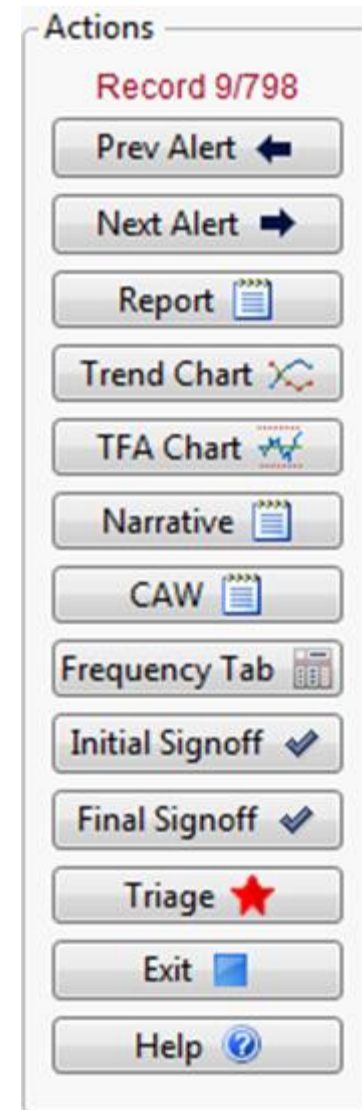 Actions
Record 9/798
Prev Alert
Next Alert
Report
Trend Chart
TFA Chart
Narrative
CAW
Frequency Tab
Initial Signoff
Final Signoff
Triage
Exit
Help